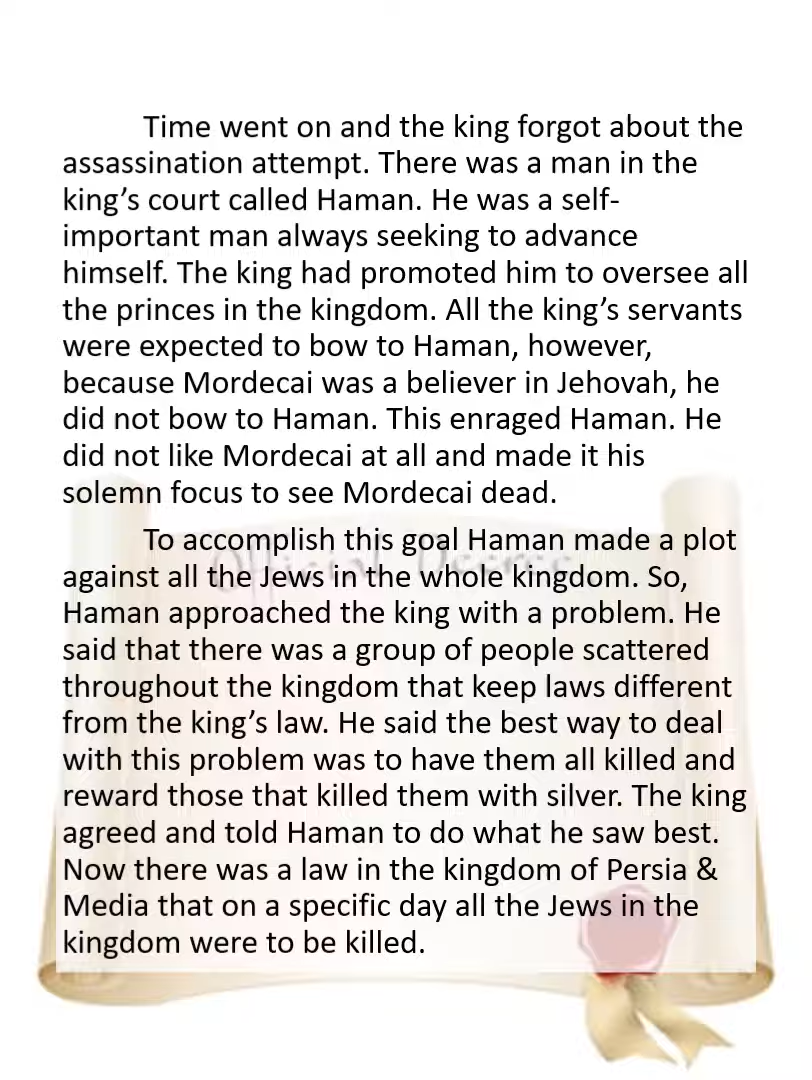 Time went on and the king forgot about the
assassination attempt. There was a man in the
king’s court called Haman. He was a self-
important man always seeking to advance
himself. The king had promoted him to oversee all
the princes in the kingdom. All the king’s servants
were expected to bow to Haman, however,
because Mordecai was a believer in Jehovah, he
did not bow to Haman. This enraged Haman. He
did not like Mordecai at all and made it his
solemn focus to see Mordecai dead.
To accomplish this goal Haman made a plot
Official Decree
against all the Jews in the whole kingdom. So,
Haman approached the king with a problem. He
said that there was a group of people scattered
throughout the kingdom that keep laws different
from the king’s law. He said the best way to deal
with this problem was to have them all killed and
reward those that killed them with silver. The king
agreed and told Haman to do what he saw best.
Now there was a law in the kingdom of Persia &
Media that on a specific day all the Jews in the
kingdom were to be killed.